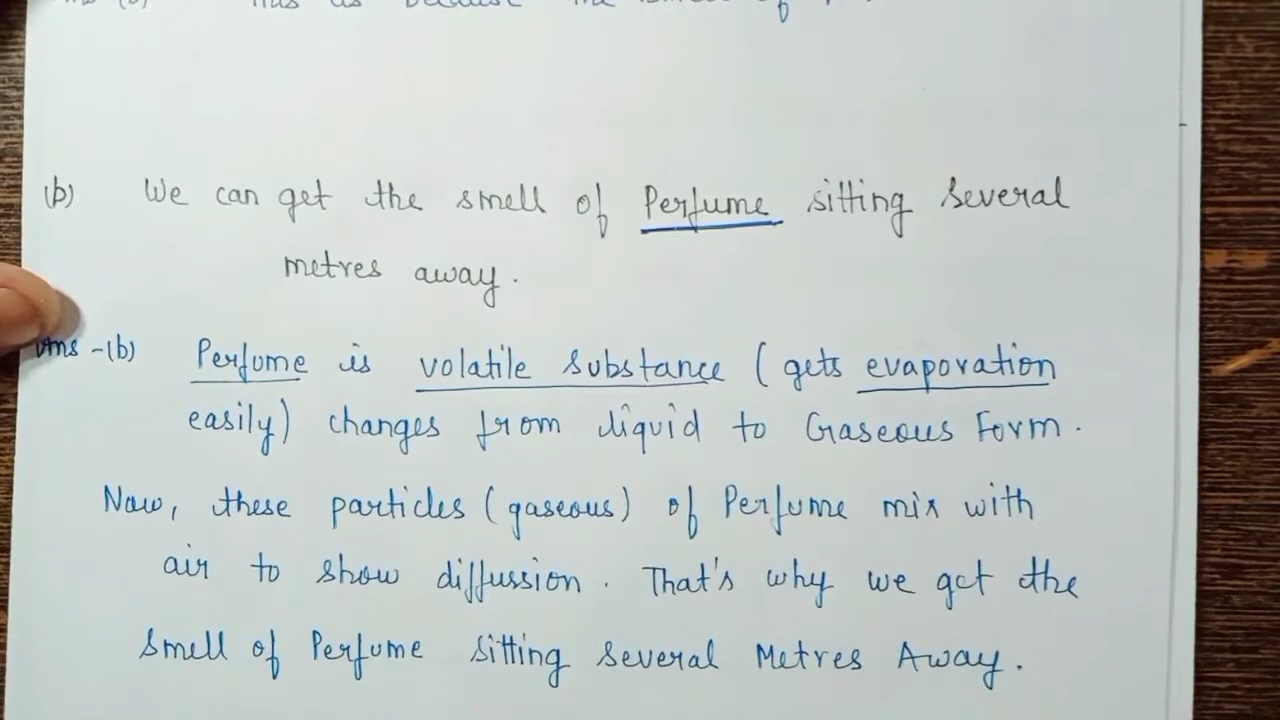 (b) We can get the smell of Perfume sitting several
metres away.
Ans -(b) Perfume is volatile substance (gets evaporation
easily) changes from liquid to Gaseous Form.
Now, these particles (gaseous) of Perfume mix with
air to show diffussion. That's why we get the
smell of Perfume sitting several Metres Away.